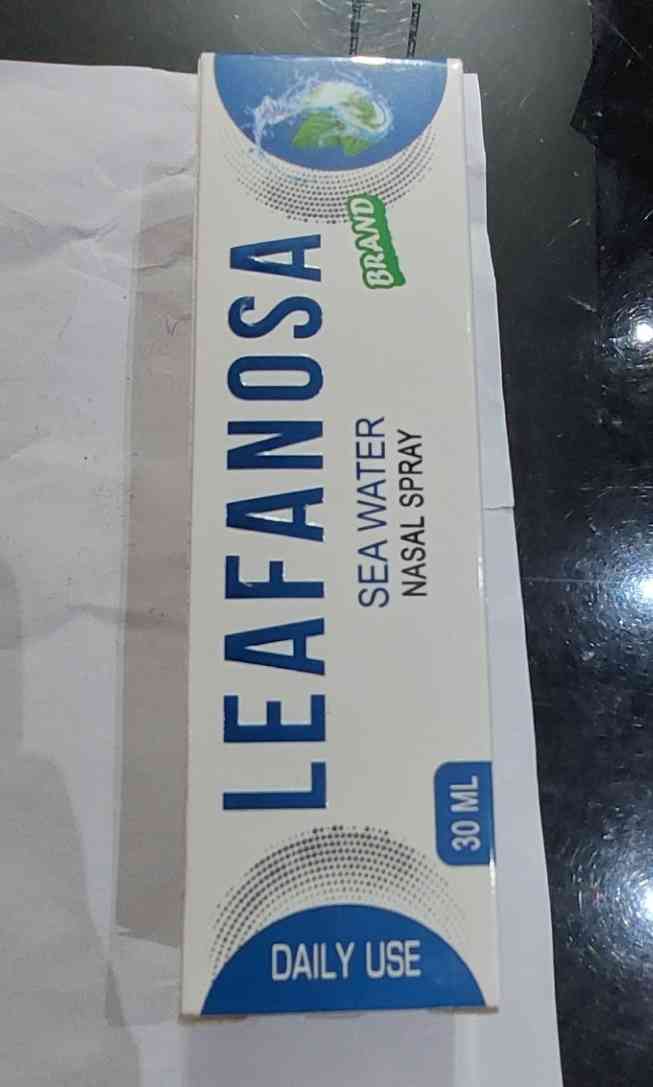 LEAFANOSA
BRAND
SEA WATER
NASAL SPRAY
30 ML
DAILY USE